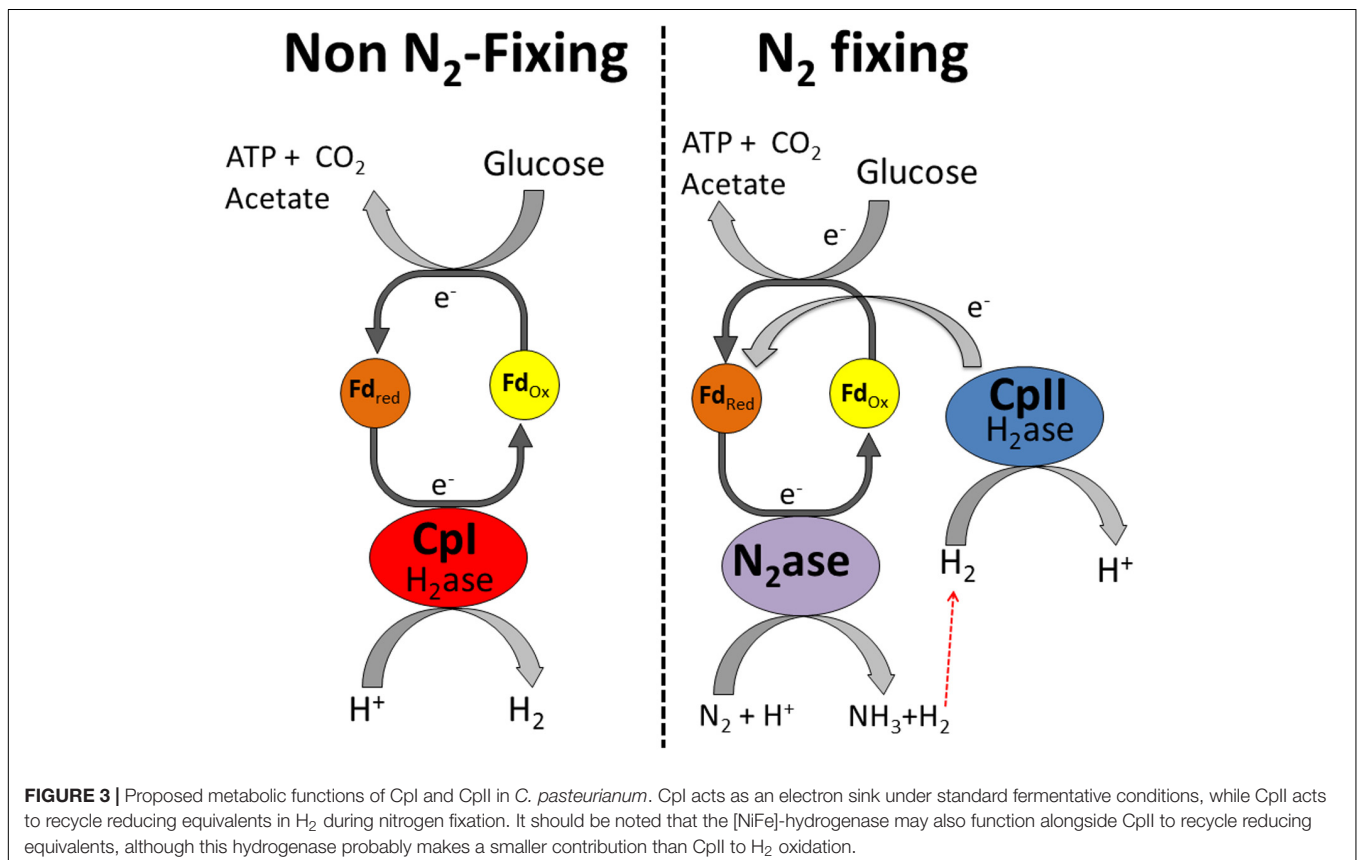 Non N₂-Fixing
N₂ fixing
ATP + CO₂
Acetate
Glucose
e⁻
Fd_red
Fd_Ox
e⁻
CpI
H₂ase
H⁺
H₂
ATP + CO₂
Acetate
Glucose
e⁻
e⁻
Fd_Red
Fd_Ox
CpII
H₂ase
e⁻
N₂ase
H₂
H⁺
N₂ + H⁺
NH₃+H₂
FIGURE 3 | Proposed metabolic functions of CpI and CpII in C. pasteurianum. CpI acts as an electron sink under standard fermentative conditions, while CpII acts
to recycle reducing equivalents in H₂ during nitrogen fixation. It should be noted that the [NiFe]-hydrogenase may also function alongside CpII to recycle reducing
equivalents, although this hydrogenase probably makes a smaller contribution than CpII to H₂ oxidation.